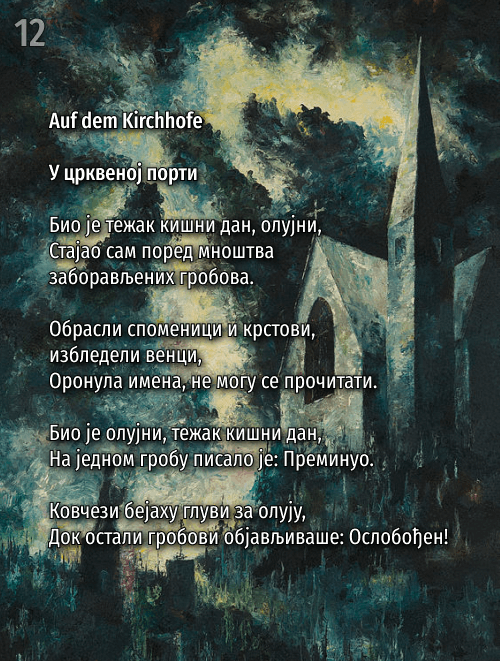 12
Auf dem Kirchhofe
У црквеној порти
Био је тежак кишни дан, олујни,
Стајао сам поред мноштва
заборављених гробова.
Обрасли споменици и крстови,
избледели венци,
Оронула имена, не могу се прочитати.
Био је олујни, тежак кишни дан,
На једном гробу писало је: Преминуо.
Ковчези бејаху глуви за олују,
Док остали гробови објављиваше: Ослобођен!